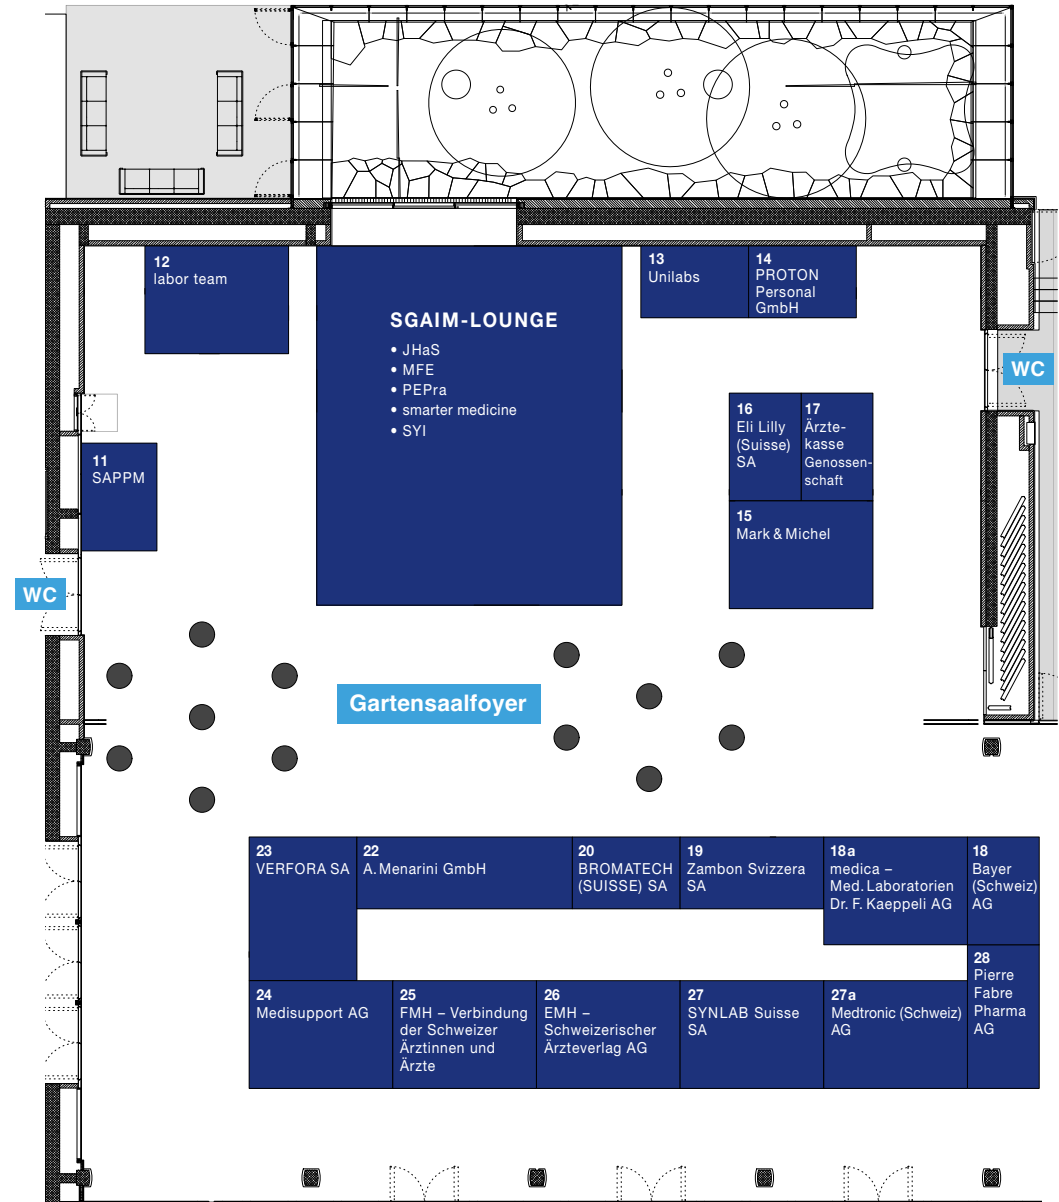 12
labor team
SGAIM-LOUNGE
• JHaS
• MFE
• PEPra
• smarter medicine
• SYI
13
Unilabs
14
PROTON
Personal
GmbH
WC
16
Eli Lilly
(Suisse)
SA
17
Ärzte-
kasse
Genossen-
schaft
11
SAPPM
15
Mark & Michel
WC
Gartensaalfoyer
23
VERFORA SA
22
A. Menarini GmbH
20
BROMATECH
(SUISSE) SA
19
Zambon Svizzera
SA
18a
medica –
Med. Laboratorien
Dr. F. Kaeppeli AG
18
Bayer
(Schweiz)
AG
24
Medisupport AG
25
FMH – Verbindung
der Schweizer
Ärztinnen und
Ärzte
26
EMH –
Schweizerischer
Ärzteverlag AG
27
SYNLAB Suisse
SA
27a
Medtronic (Schweiz)
AG
28
Pierre
Fabre
Pharma
AG